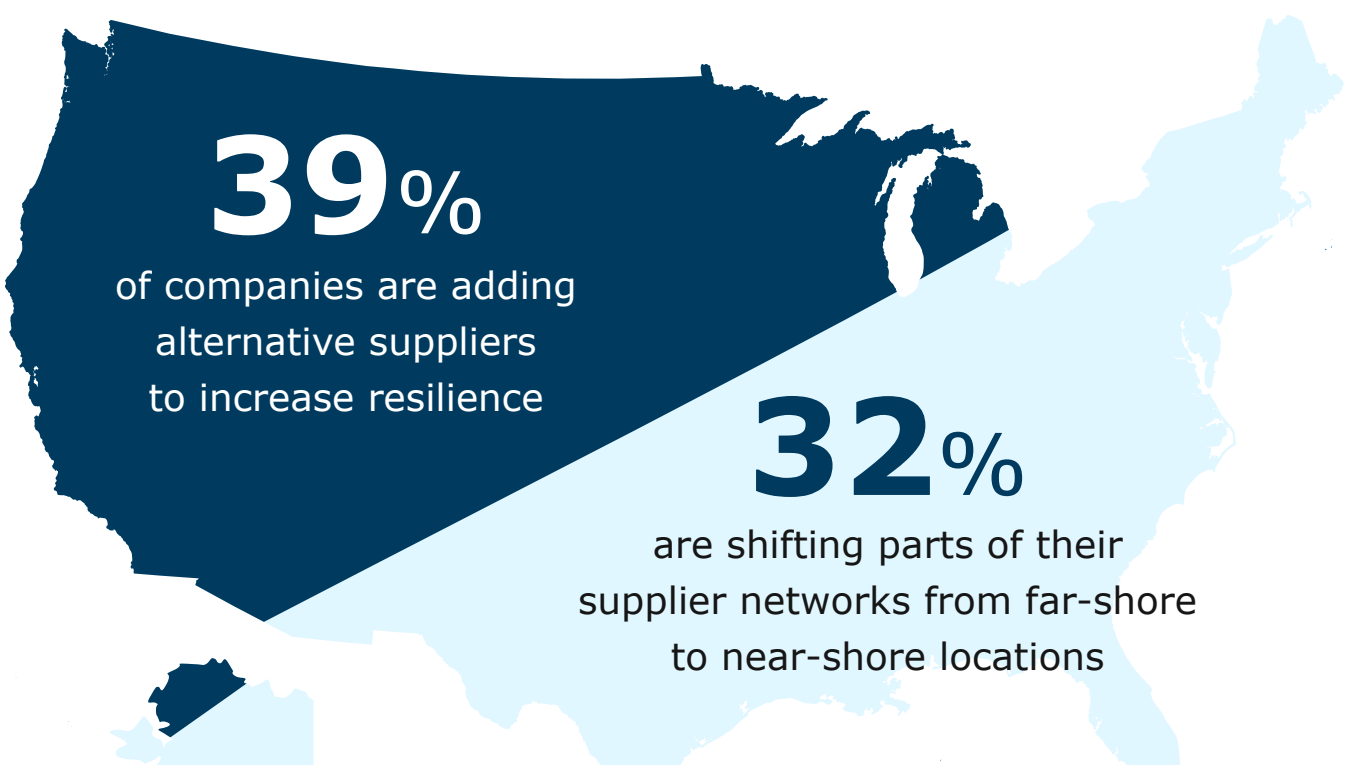 39%
of companies are adding
alternative suppliers
to increase resilience
32%
are shifting parts of their
supplier networks from far-shore
to near-shore locations